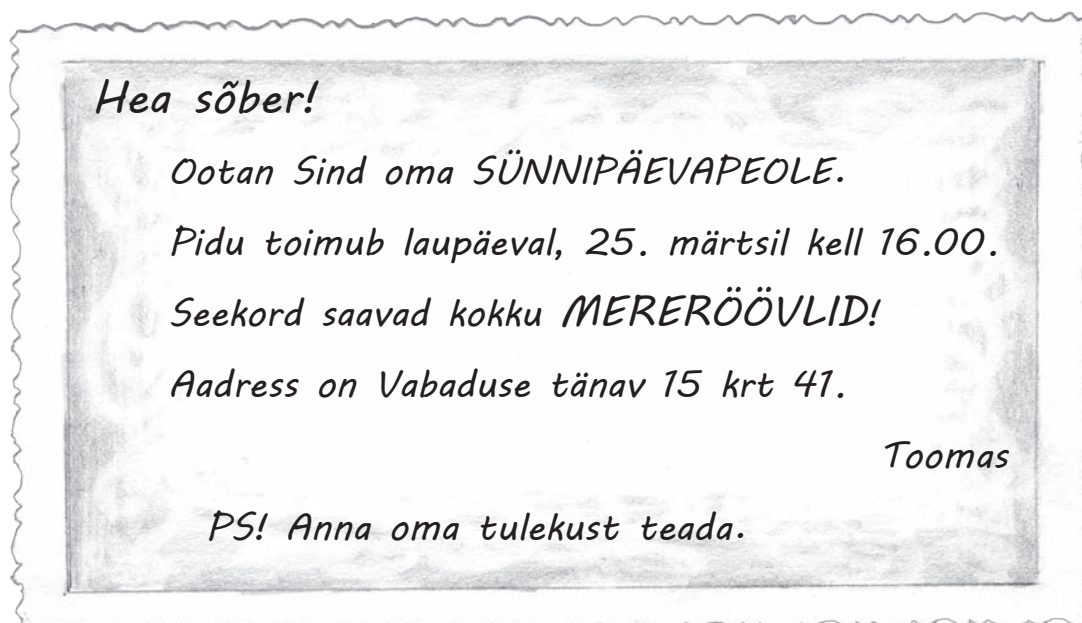 Hea sõber!
Ootan Sind oma SÜNNIPÄEVAPEOLE.
Pidu toimub laupäeval, 25. märtsil kell 16.00.
Seekord saavad kokku MERERÖÖVLID!
Aadress on Vabaduse tänav 15 krt 41.
Toomas
PS! Anna oma tulekust teada.